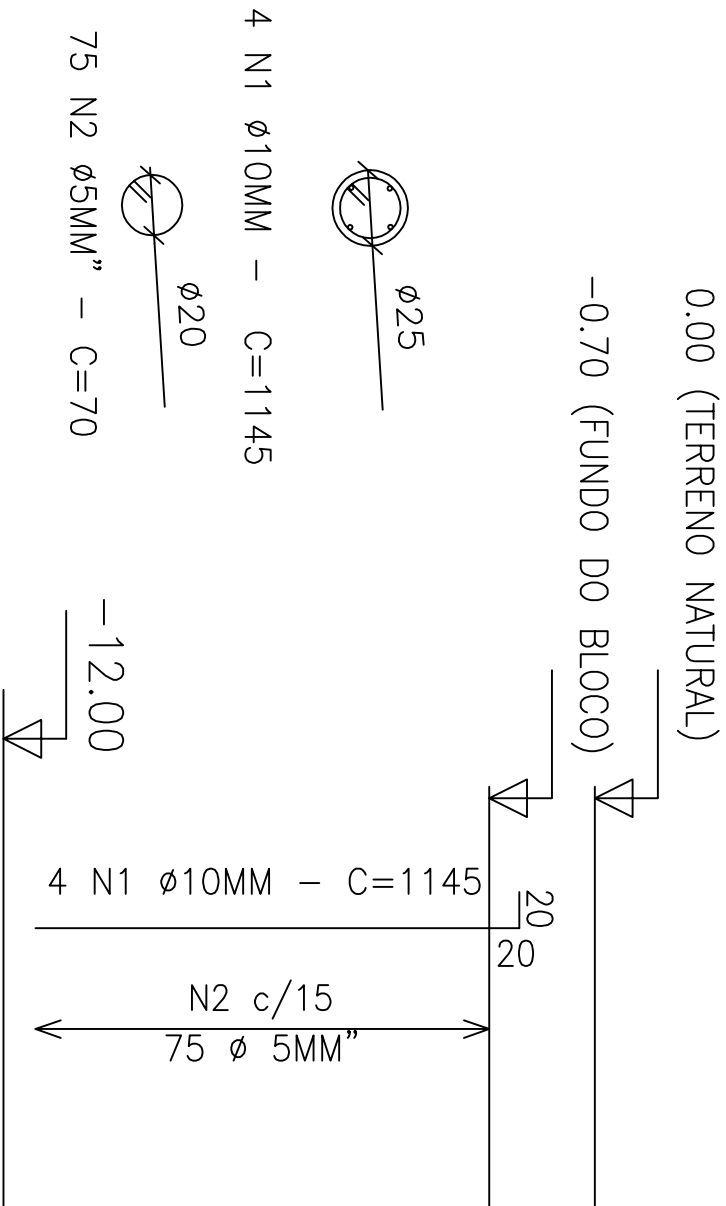 0.00 (TERRENO NATURAL)
-0.70 (FUNDO DO BLOCO)
ø25
4 N1 ø10MM - C=1145
ø20
75 N2 ø5MM” - C=70
-12.00
20
20
4 N1 ø10MM - C=1145
N2 c/15
75 ø 5MM”